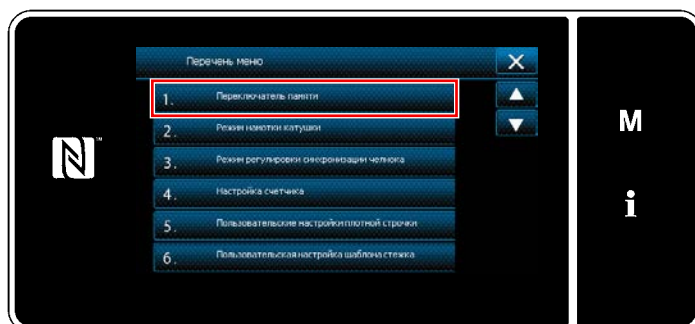 Перечень меню
1. Переключатель памяти
2. Режим намотки катушки
3. Режим регулировки синхронизации челнока
4. Настройка счетчика
5. Пользовательские настройки плотной строчки
6. Пользовательская настройка шаблона стежка
N
M
i